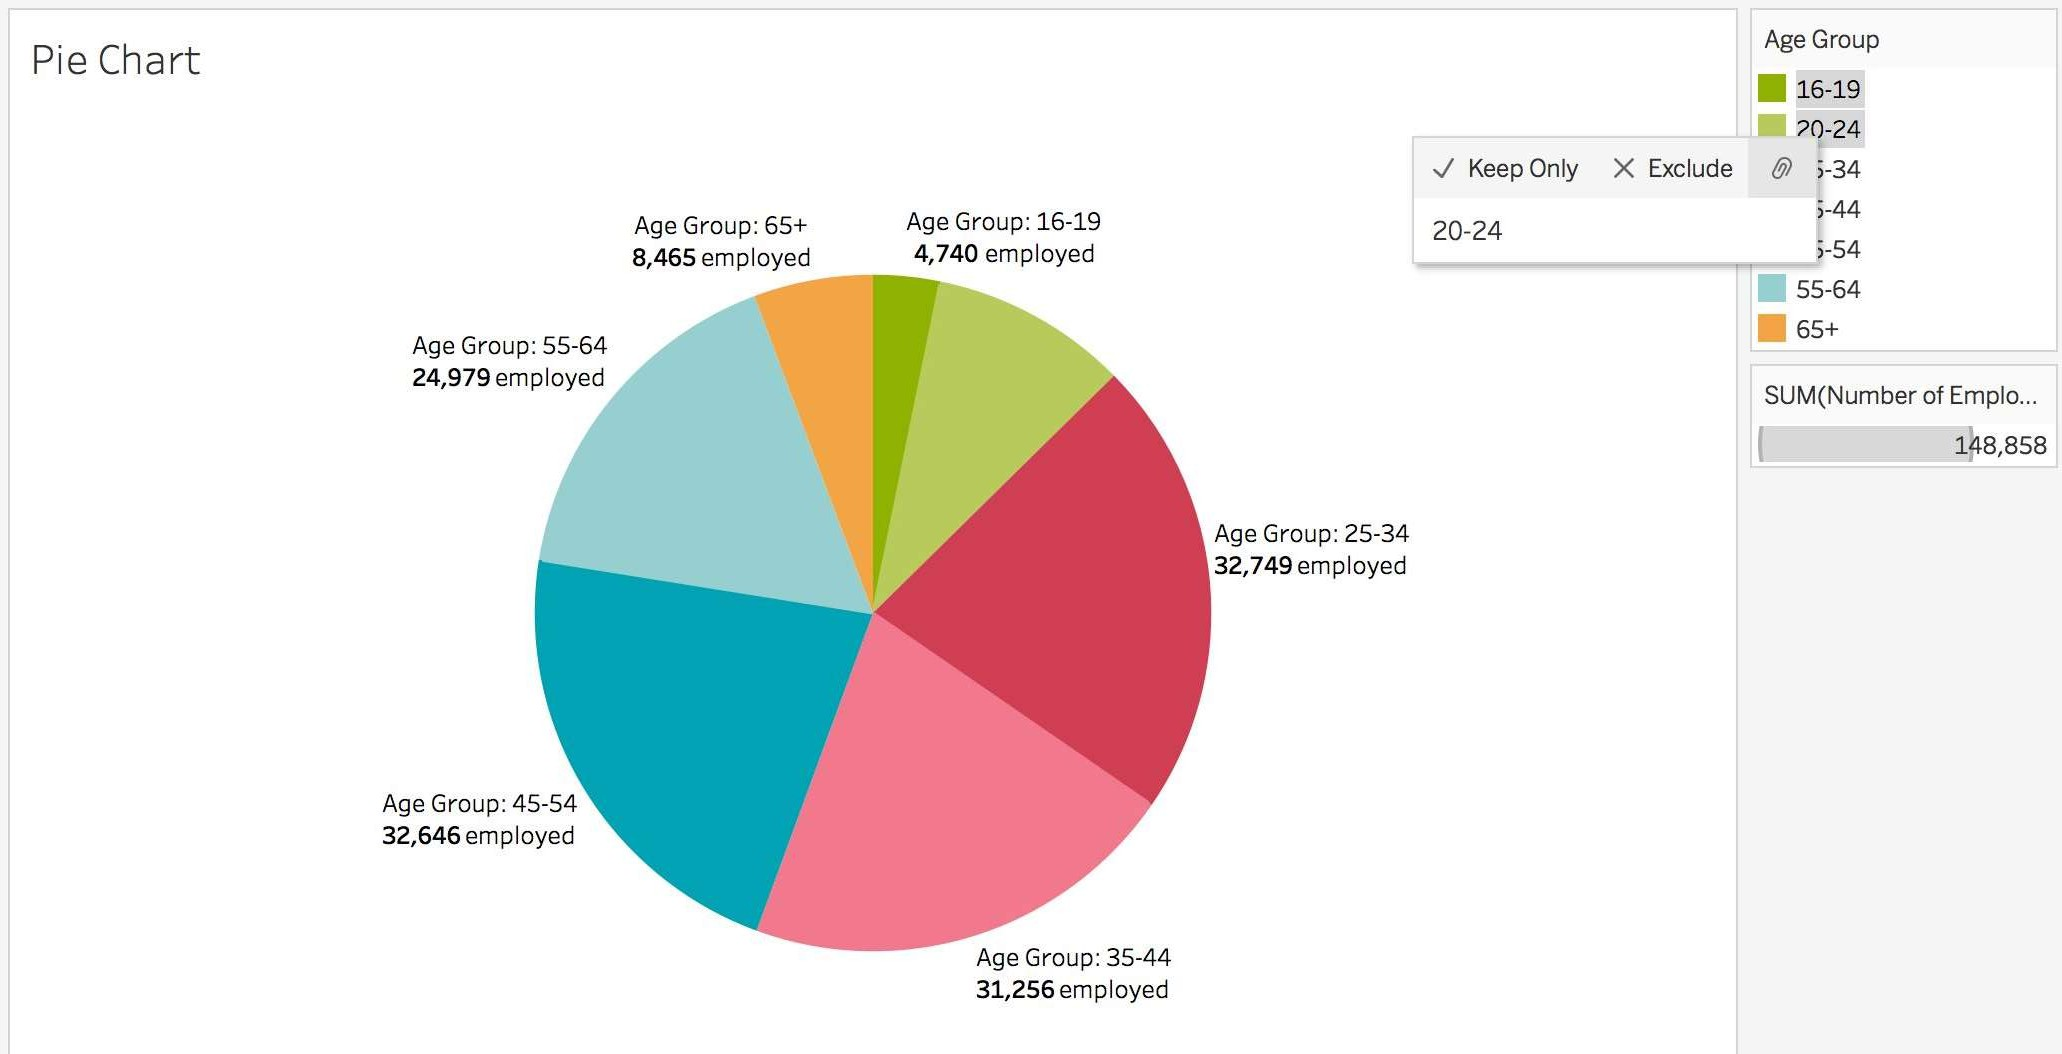 Pie Chart
Age Group: 65+
8,465 employed
Age Group: 16-19
4,740 employed
Age Group: 55-64
24,979 employed
Age Group: 25-34
32,749 employed
Age Group: 45-54
32,646 employed
Age Group: 35-44
31,256 employed
Keep Only
Exclude
20-24
Age Group
16-19
20-24
-34
-44
-54
55-64
65+
SUM(Number of Emplo...
148,858